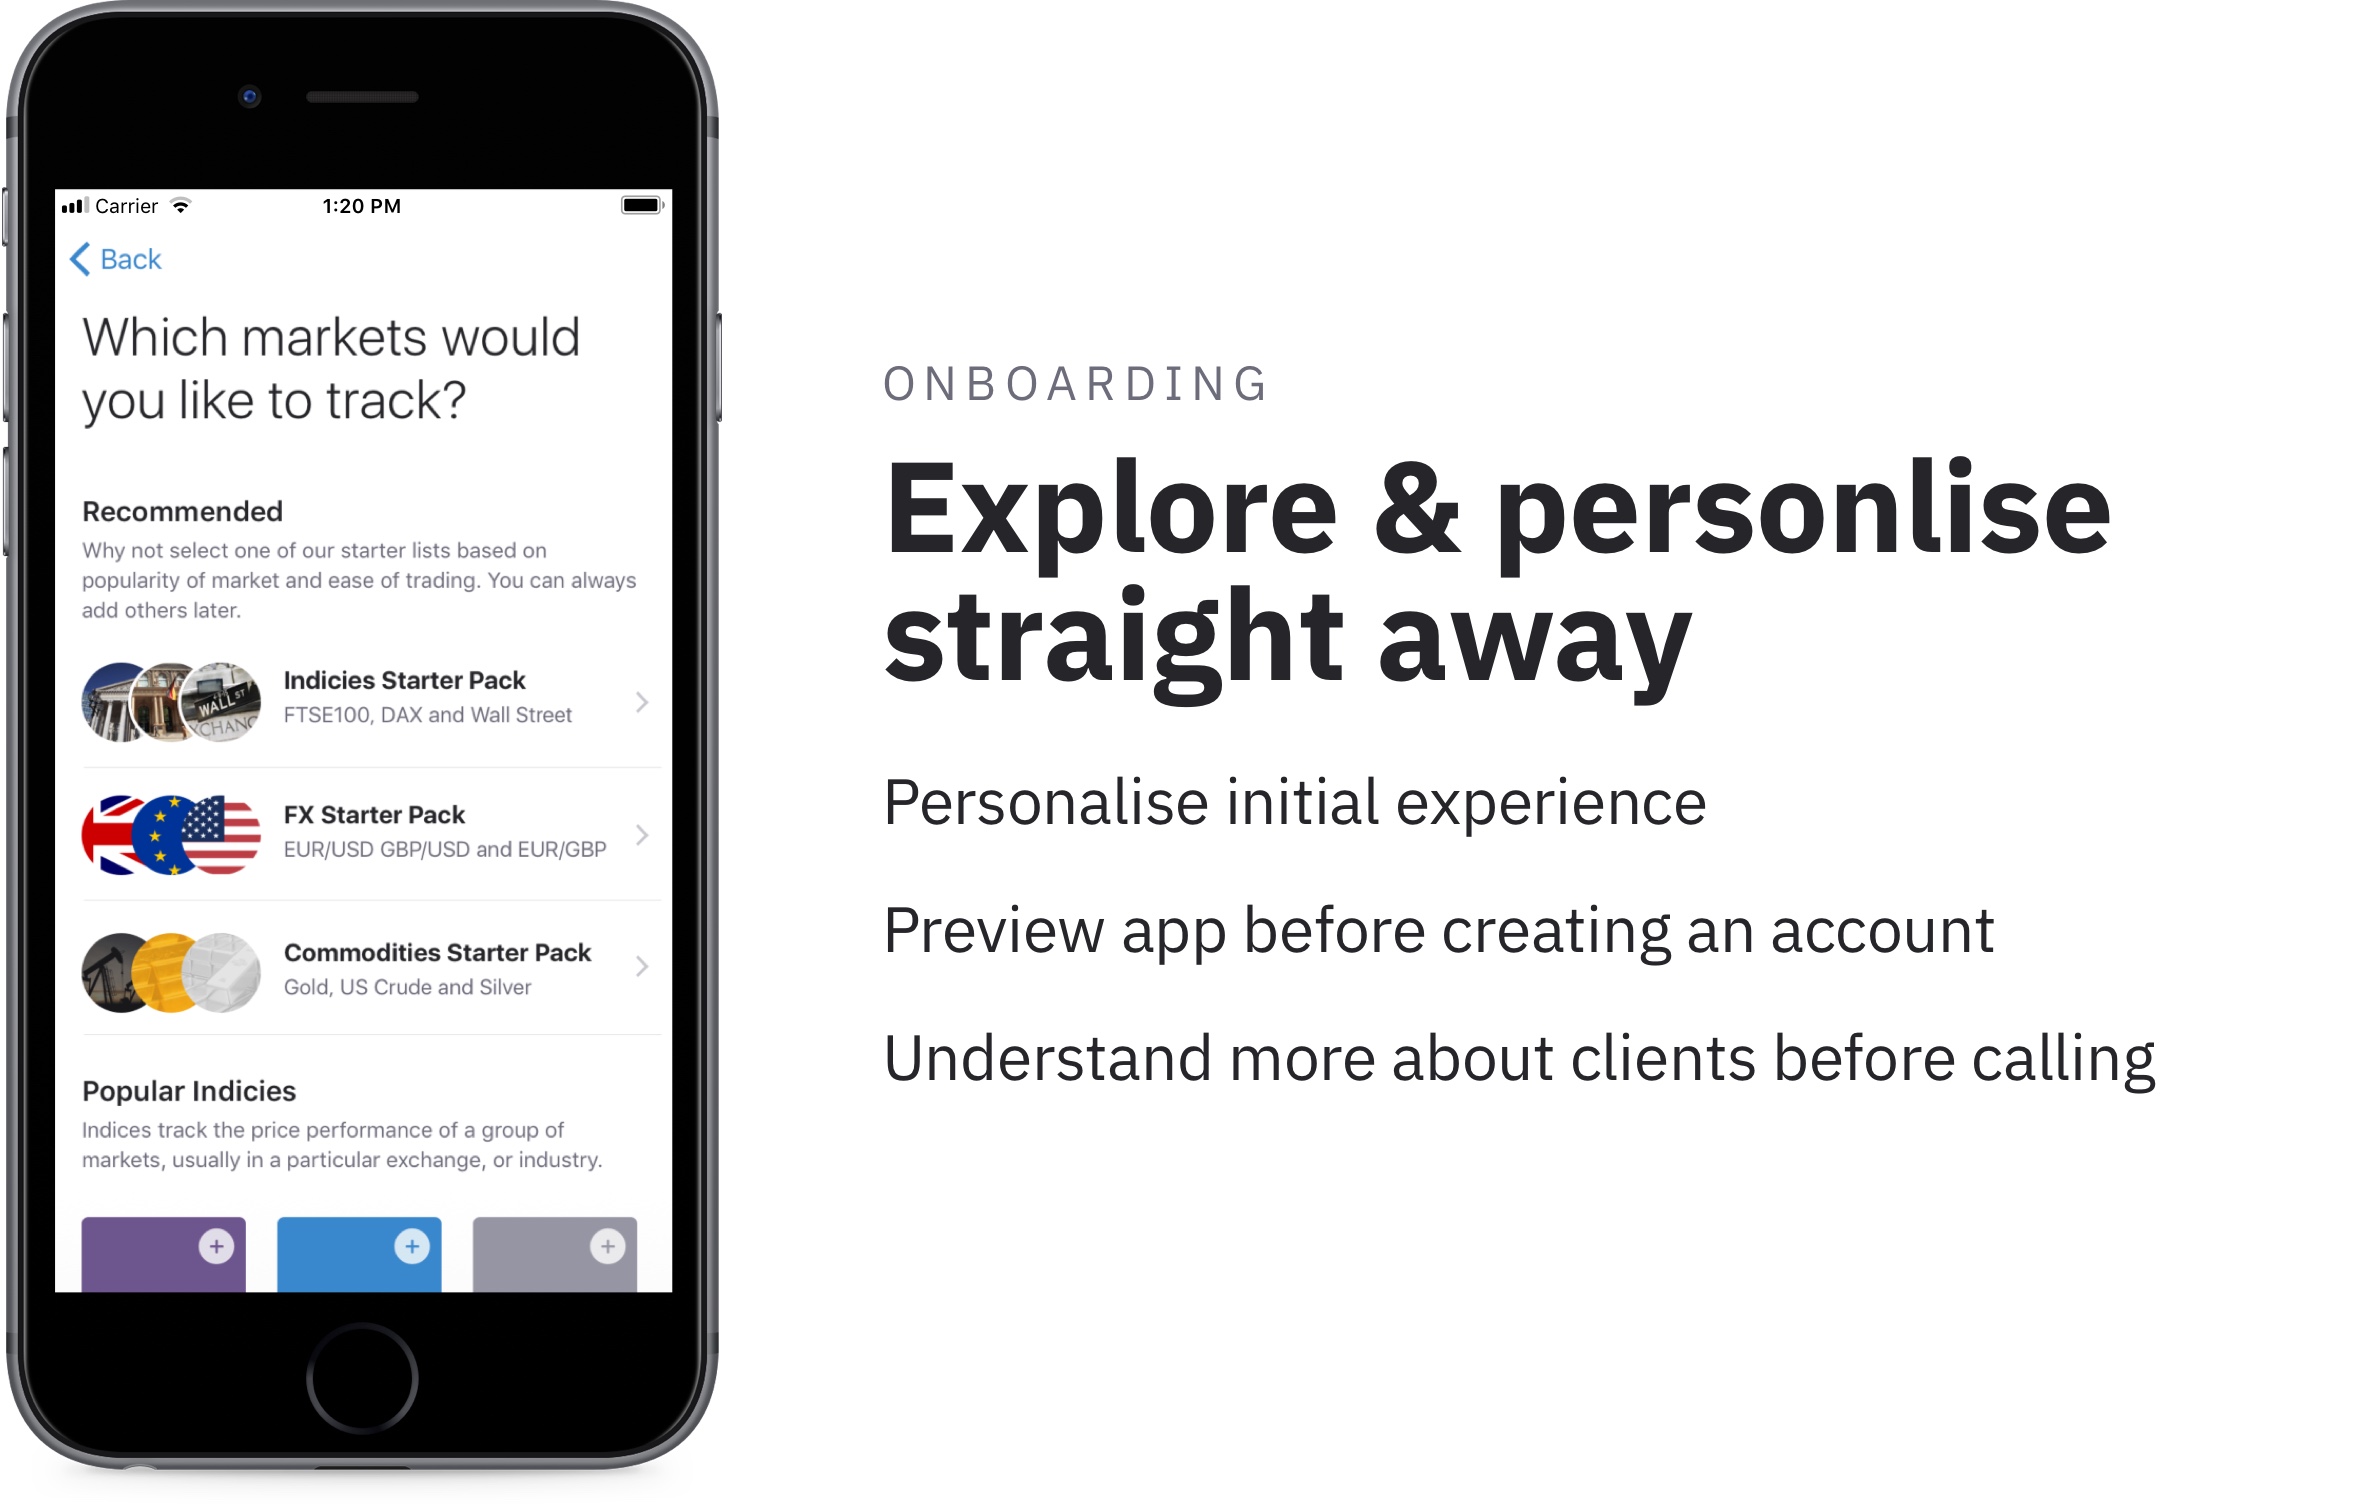 Carrier 1:20 PM
Back
Which markets would
you like to track?
Recommended
Why not select one of our starter lists based on
popularity of market and ease of trading. You can always
add others later.
WALL ST
XCHANG
Indicies Starter Pack
FTSE100, DAX and Wall Street
FX Starter Pack
EUR/USD GBP/USD and EUR/GBP
Commodities Starter Pack
Gold, US Crude and Silver
Popular Indicies
Indices track the price performance of a group of
markets, usually in a particular exchange, or industry.
+ + +
ONBOARDING
Explore & personlise
straight away
Personalise initial experience
Preview app before creating an account
Understand more about clients before calling